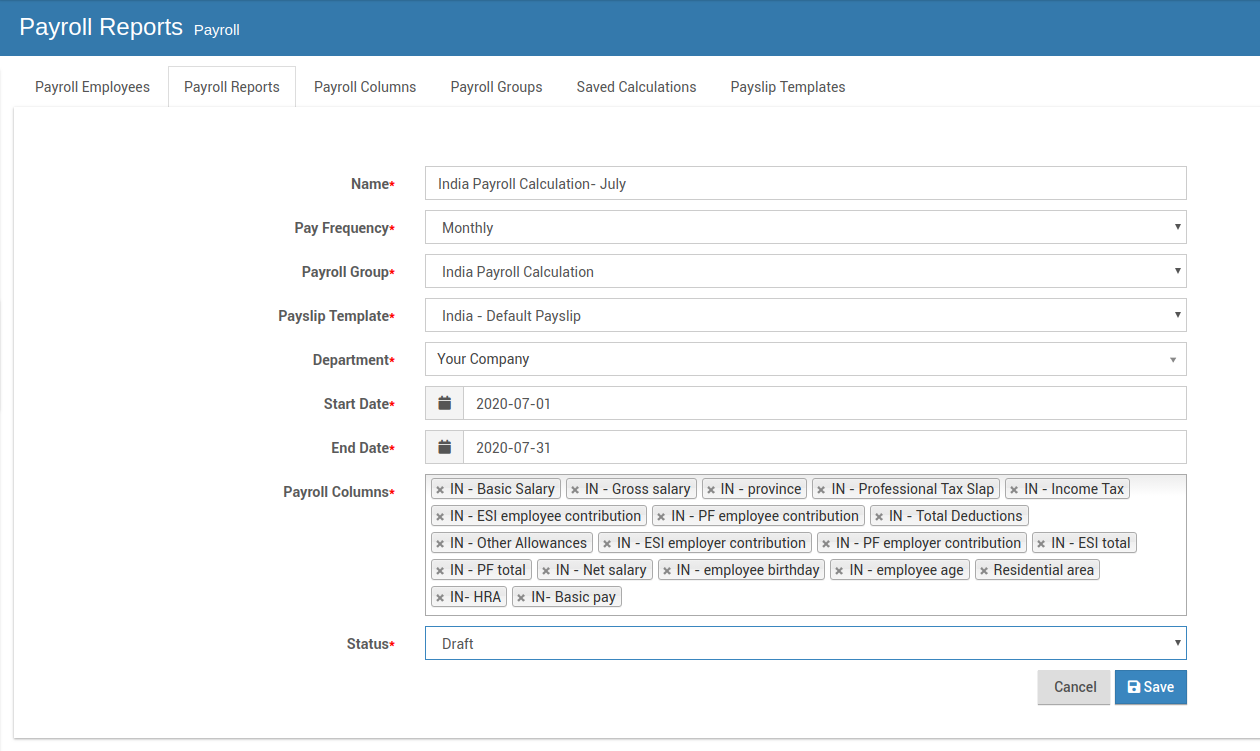 Payroll Reports Payroll
Payroll Employees Payroll Reports Payroll Columns Payroll Groups Saved Calculations Payslip Templates
Name* India Payroll Calculation- July
Pay Frequency* Monthly
Payroll Group* India Payroll Calculation
Payslip Template* India - Default Payslip
Department* Your Company
Start Date* 2020-07-01
End Date* 2020-07-31
Payroll Columns* × IN - Basic Salary × IN - Gross salary × IN - province × IN - Professional Tax Slap × IN - Income Tax
× IN - ESI employee contribution × IN - PF employee contribution × IN - Total Deductions
× IN - Other Allowances × IN - ESI employer contribution × IN - PF employer contribution × IN - ESI total
× IN - PF total × IN - Net salary × IN - employee birthday × IN - employee age × Residential area
× IN- HRA × IN- Basic pay
Status* Draft
Cancel Save